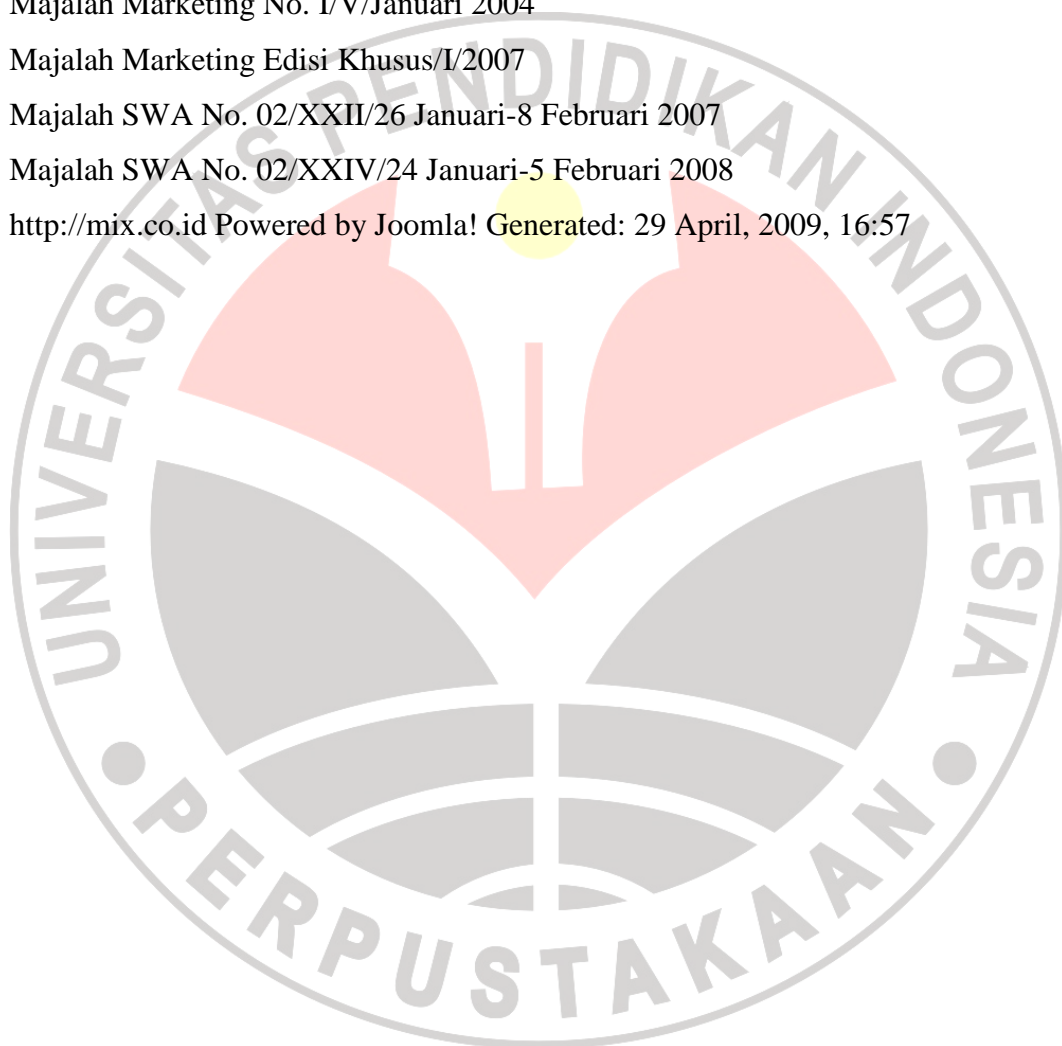 Majalah Marketing No. I/V/Januari 2004
Majalah Marketing Edisi Khusus/I/2007
Majalah SWA No. 02/XXII/26 Januari-8 Februari 2007
Majalah SWA No. 02/XXIV/24 Januari-5 Februari 2008
http://mix.co.id Powered by Joomla! Generated: 29 April, 2009, 16:57
UNIVERSITAS PENDIDIKAN INDONESIA
PERPUSTAKAAN